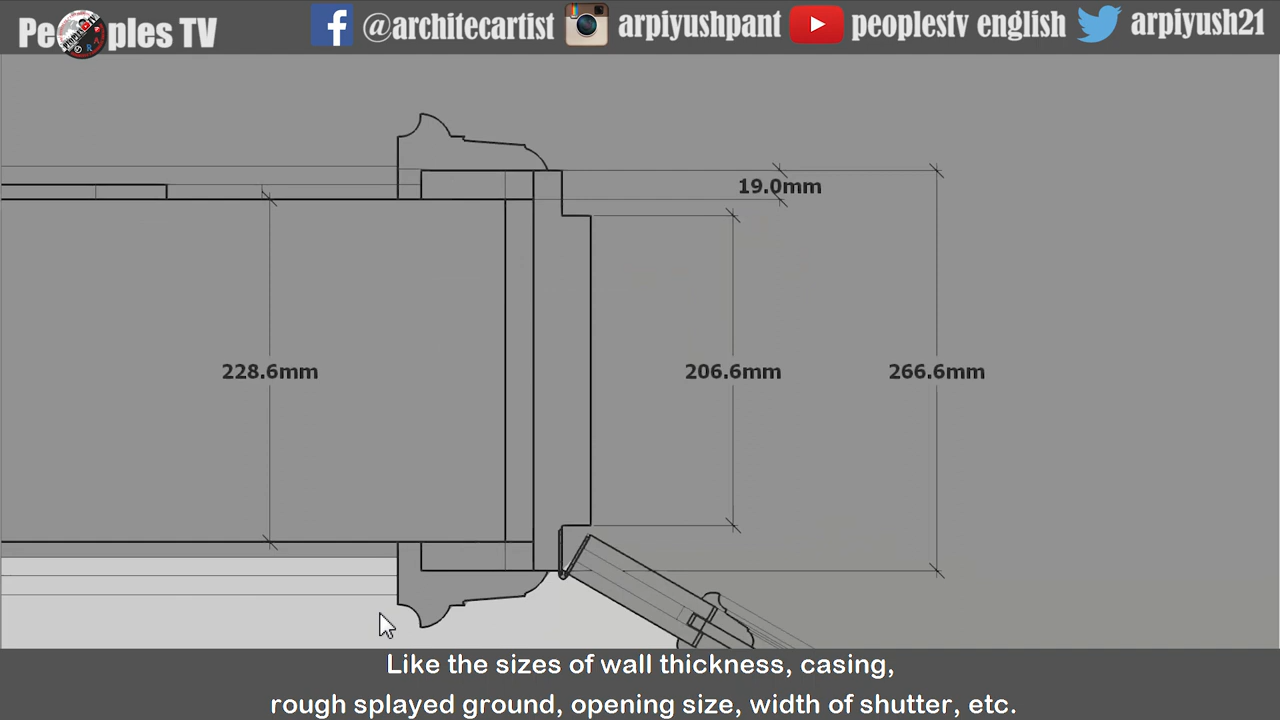 Peoples TV
@architecartist
arpiyushpant
peoplestv english
arpiyush21
19.0mm
228.6mm
206.6mm
266.6mm
Like the sizes of wall thickness, casing,
rough splayed ground, opening size, width of shutter, etc.